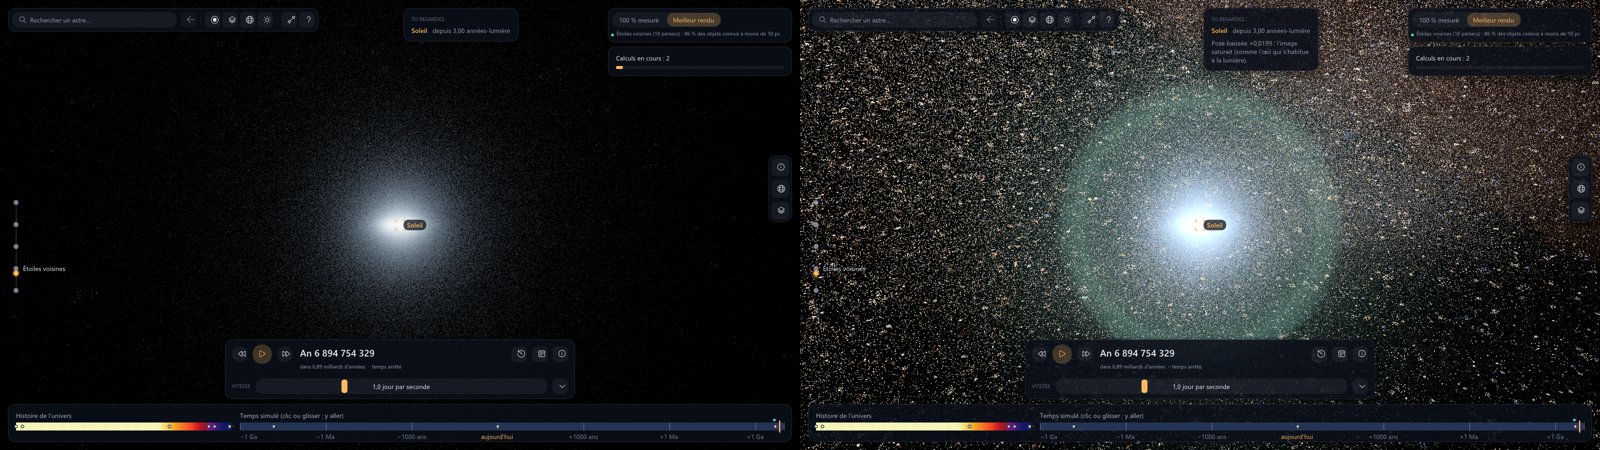 Rechercher un astre...
?
TU REGARDES
Soleil depuis 3,00 années-lumière
100 % mesuré Meilleur rendu
Étoiles voisines (10 parsecs) : 86 % des objets connus à moins de 10 pc
Calculs en cours : 2
Soleil
Étoiles voisines
An 6 894 754 329
dans 6,89 milliards d'années · temps arrêté
VITESSE 1,0 jour par seconde
Histoire de l'univers Temps simulé (clic ou glisser : y aller)
−1 Ga −1 Ma −1000 ans aujourd'hui +1000 ans +1 Ma +1 Ga
Rechercher un astre...
?
TU REGARDES
Soleil depuis 3,00 années-lumière
Pose baissée ×0,0199 : l'image
saturait (comme l'œil qui s'habitue
à la lumière).
100 % mesuré Meilleur rendu
Étoiles voisines (10 parsecs) : 86 % des objets connus à moins de 10 pc
Calculs en cours : 2
Soleil
Étoiles voisines
An 6 894 754 329
dans 6,89 milliards d'années · temps arrêté
VITESSE 1,0 jour par seconde
Histoire de l'univers Temps simulé (clic ou glisser : y aller)
−1 Ga −1 Ma −1000 ans aujourd'hui +1000 ans +1 Ma +1 Ga